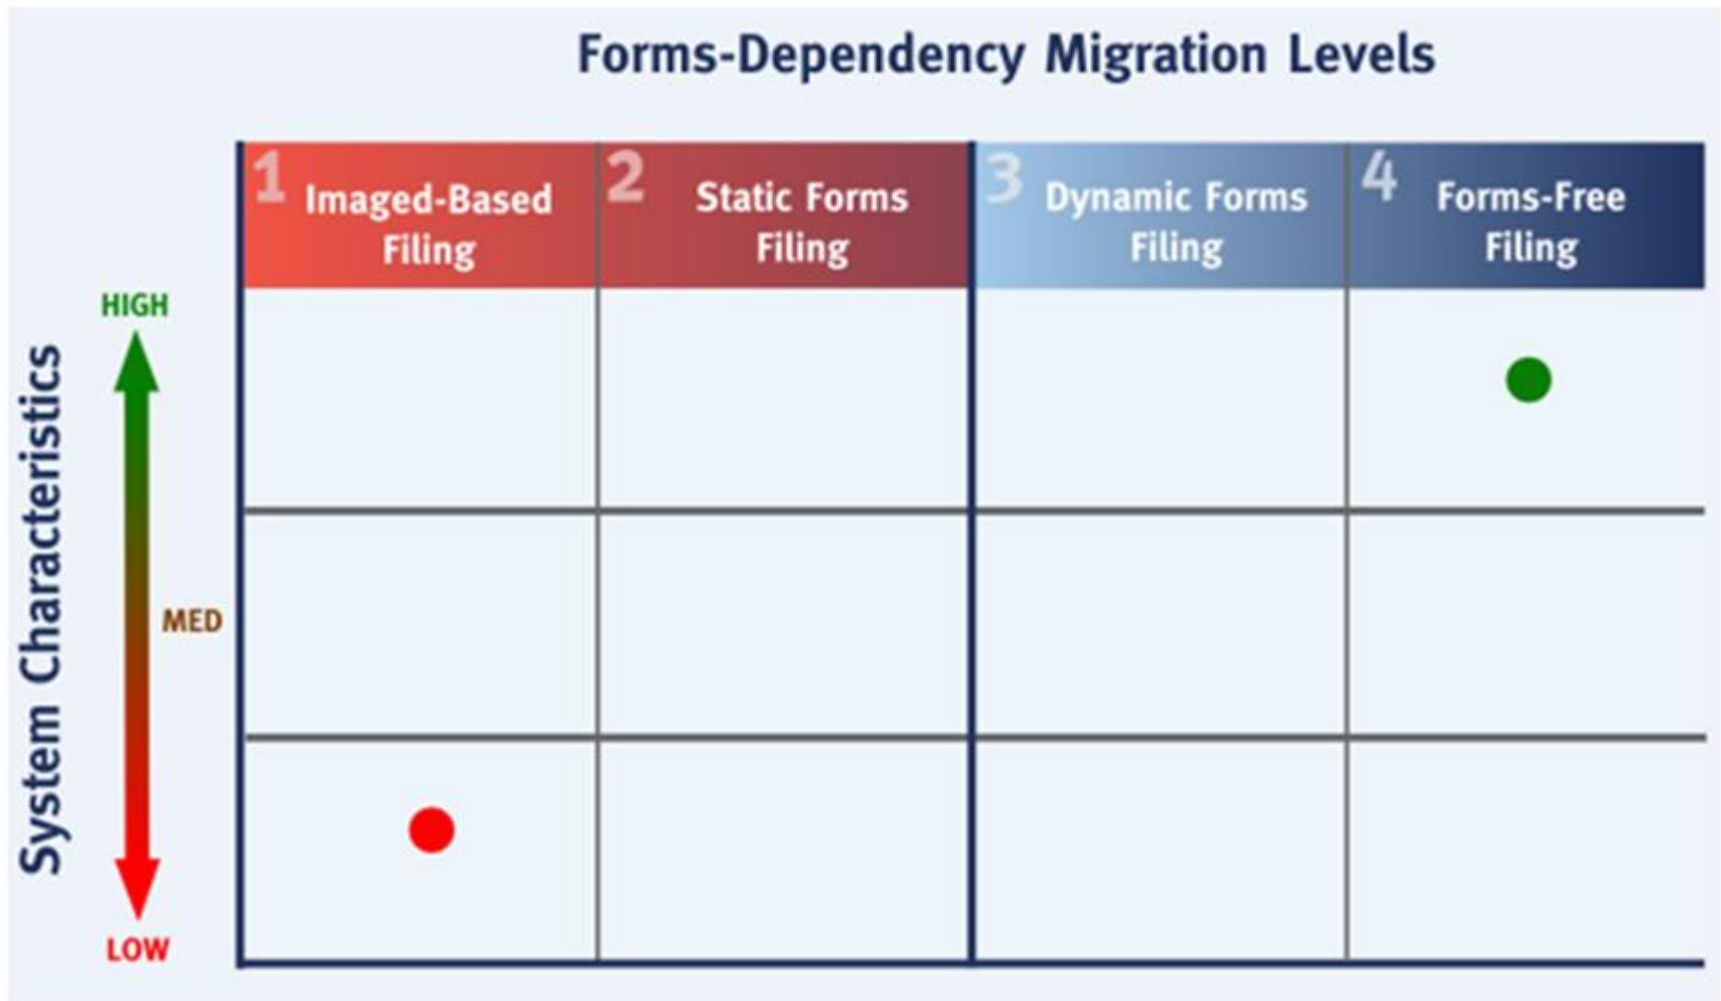 Forms-Dependency Migration Levels
1
Imaged-Based
Filing
2
Static Forms
Filing
3
Dynamic Forms
Filing
4
Forms-Free
Filing
System Characteristics
HIGH
MED
LOW